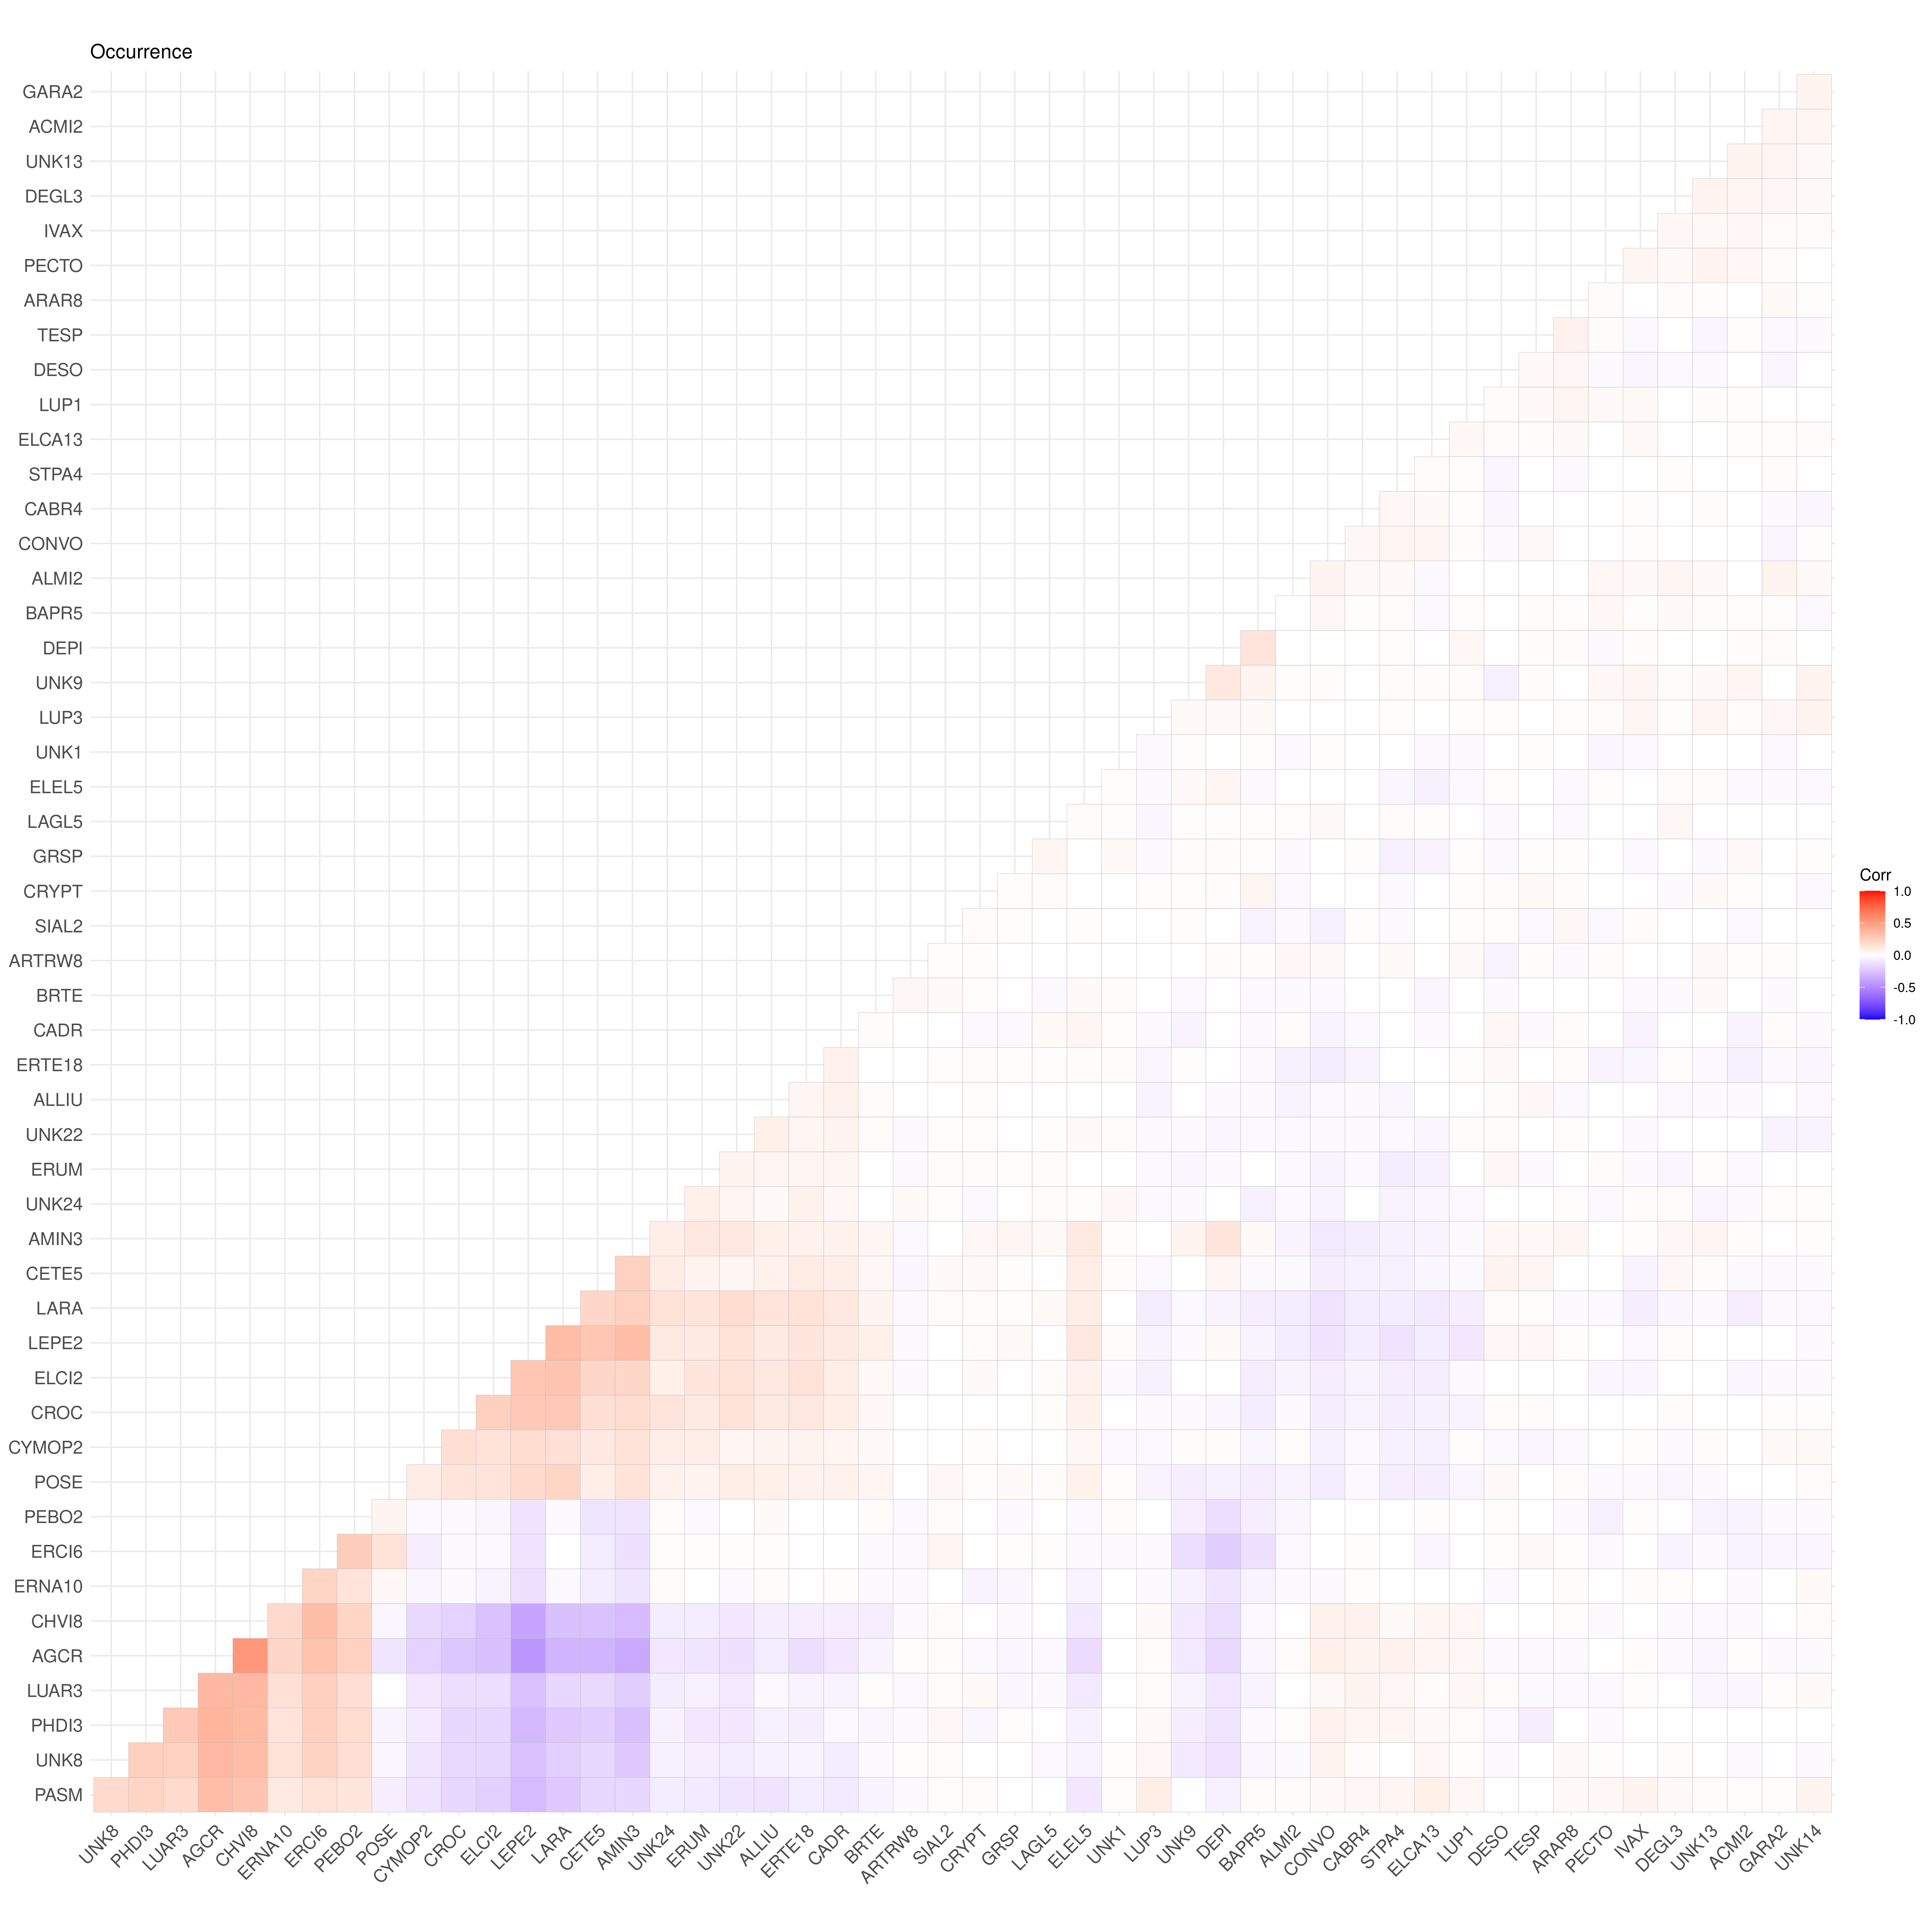 Occurrence
GARA2
ACMI2
UNK13
DEGL3
IVAX
PECTO
ARAR8
TESP
DESO
LUP1
ELCA13
STPA4
CABR4
CONVO
ALMI2
BAPR5
DEPI
UNK9
LUP3
UNK1
ELEL5
LAGL5
GRSP
CRYPT
SIAL2
ARTRW8
BRTE
CADR
ERTE18
ALLIU
UNK22
ERUM
UNK24
AMIN3
CETE5
LARA
LEPE2
ELCI2
CROC
CYMOP2
POSE
PEBO2
ERCI6
ERNA10
CHVI8
AGCR
LUAR3
PHDI3
UNK8
PASM
UNK8
PHDI3
LUAR3
AGCR
CHVI8
ERNA10
ERCI6
PEBO2
POSE
CYMOP2
CROC
ELCI2
LEPE2
LARA
CETE5
AMIN3
UNK24
ERUM
UNK22
ALLIU
ERTE18
CADR
BRTE
ARTRW8
SIAL2
CRYPT
GRSP
LAGL5
ELEL5
UNK1
LUP3
UNK9
DEPI
BAPR5
ALMI2
CONVO
CABR4
STPA4
ELCA13
LUP1
DESO
TESP
ARAR8
PECTO
IVAX
DEGL3
UNK13
ACMI2
GARA2
UNK14
Corr
1.0
0.5
0.0
-0.5
-1.0